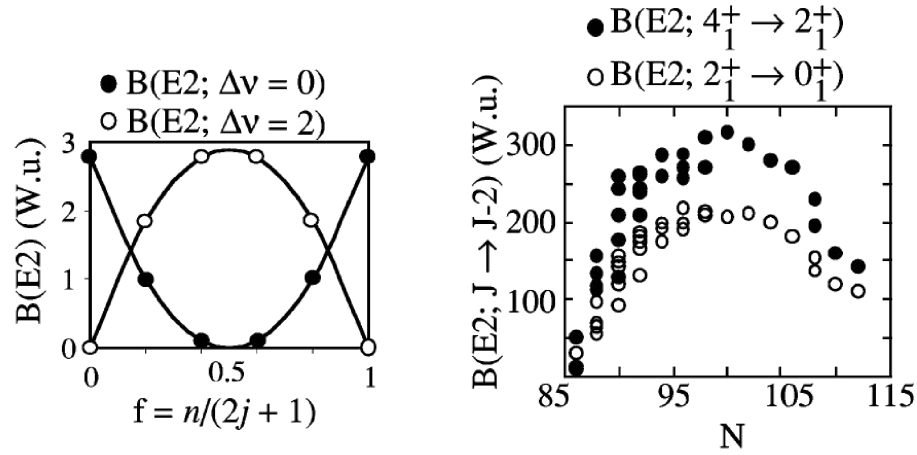 ● B(E2; Δν = 0)
○ B(E2; Δν = 2)
B(E2) (W.u.)
3
2
1
0
0 0.5 1
f = n/(2j + 1)
● B(E2; 4⁺₁ → 2⁺₁)
○ B(E2; 2⁺₁ → 0⁺₁)
B(E2; J → J-2) (W.u.)
300
200
100
85 95 105 115
N